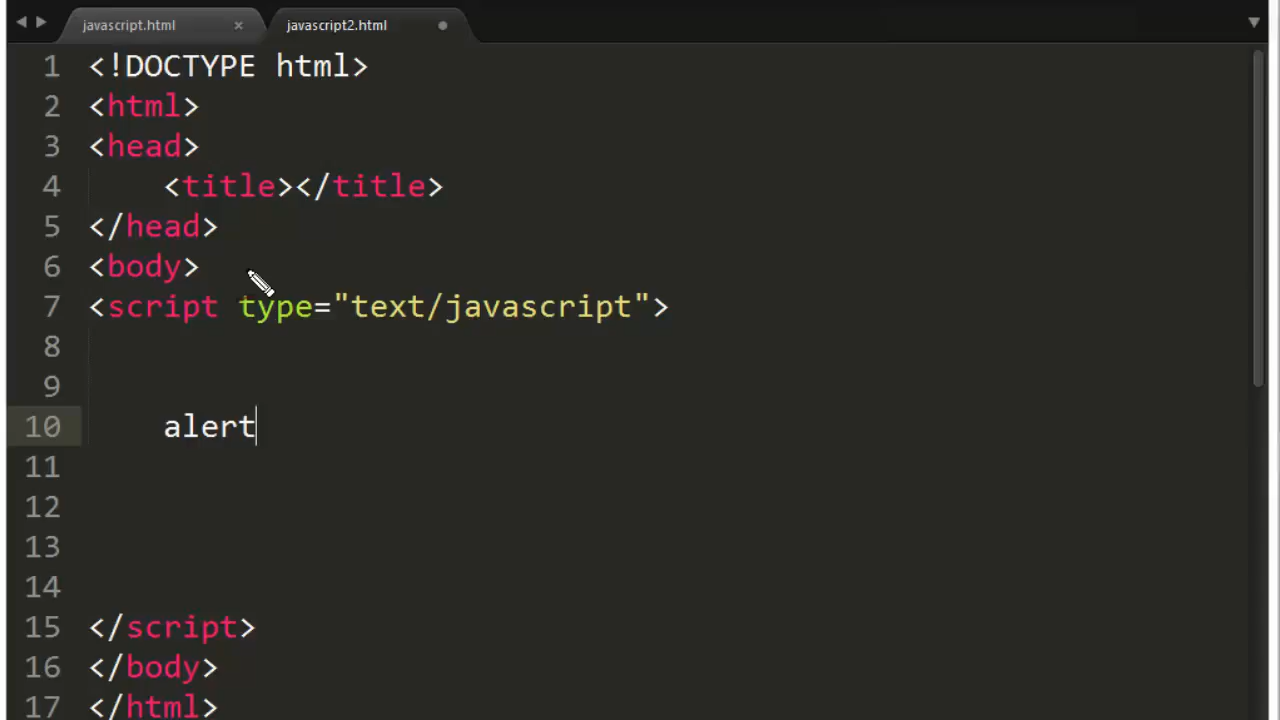 javascript.html × javascript2.html
1 <!DOCTYPE html>
2 <html>
3 <head>
4 <title></title>
5 </head>
6 <body>
7 <script type="text/javascript">
8
9
10 alert
11
12
13
14
15 </script>
16 </body>
17 </html>